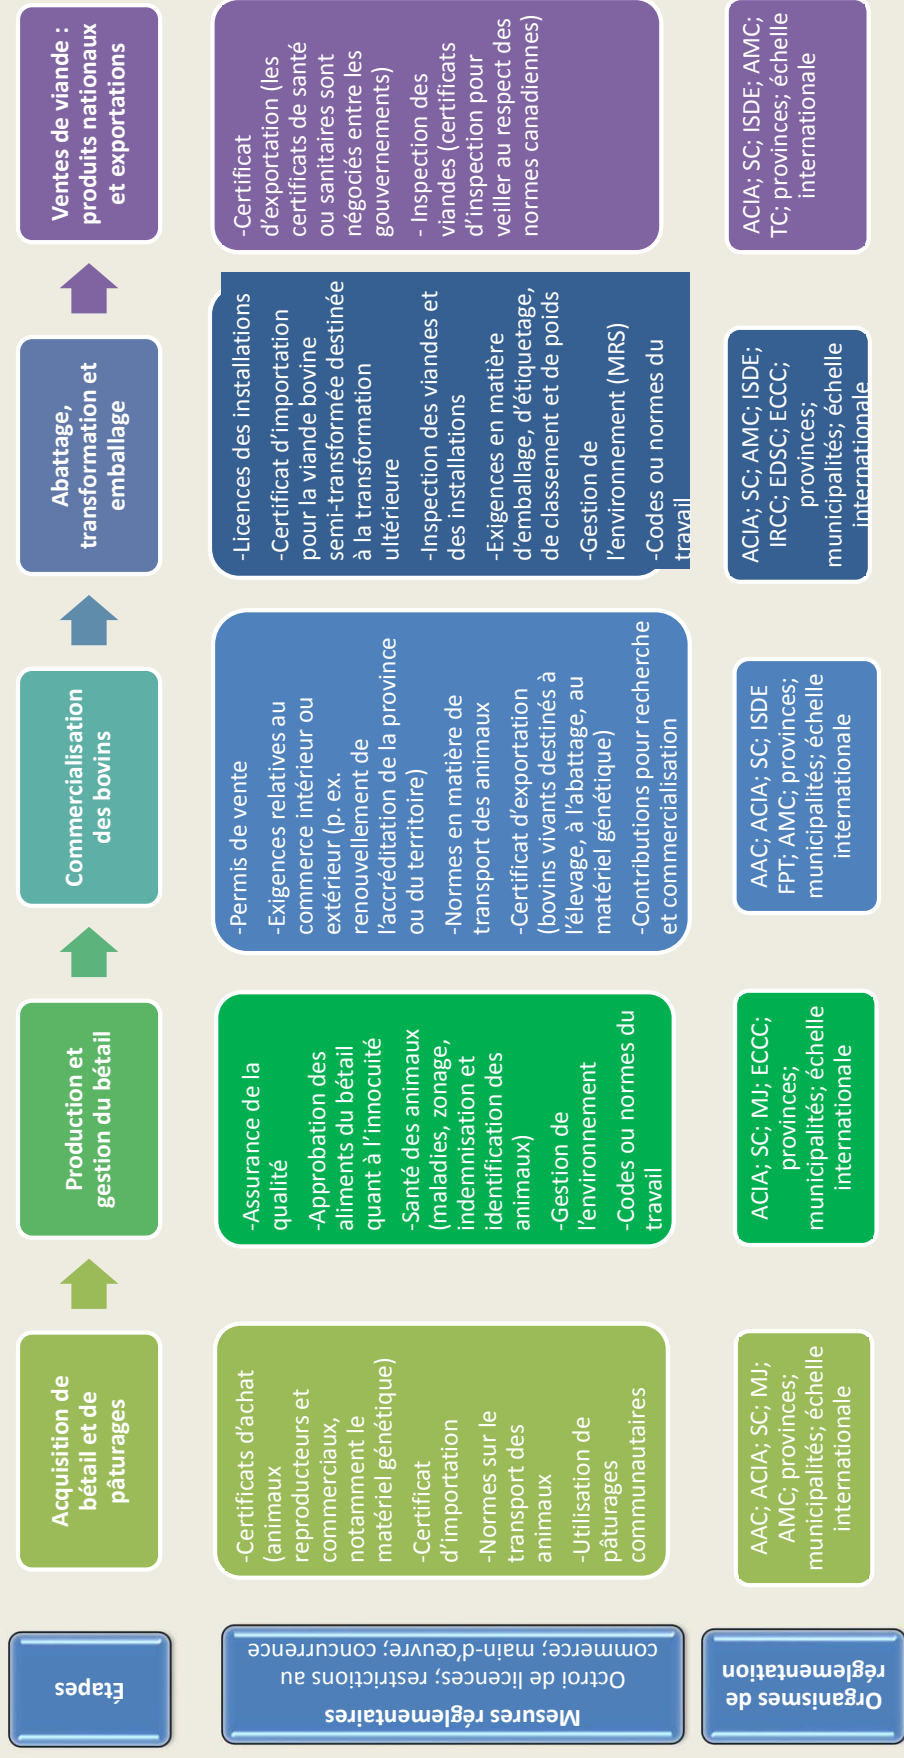 Étapes
Acquisition de
bétail et de
pâturages
Production et
gestion du bétail
Commercialisation
des bovins
Abattage,
transformation et
emballage
Ventes de viande :
produits nationaux
et exportations
Mesures réglementaires
Octroi de licences; restrictions au
commerce; main-d'œuvre; concurrence
-Certificats d'achat
(animaux
reproducteurs et
commerciaux,
notamment le
matériel génétique)
-Certificat
d'importation
-Normes sur le
transport des
animaux
-Utilisation de
pâturages
communautaires
-Assurance de la
qualité
-Approbation des
aliments du bétail
quant à l'innocuité
-Santé des animaux
(maladies, zonage,
indemnisation et
identification des
animaux)
-Gestion de
l'environnement
-Codes ou normes du
travail
-Permis de vente
-Exigences relatives au
commerce intérieur ou
extérieur (p. ex.
renouvellement de
l'accréditation de la province
ou du territoire)
-Normes en matière de
transport des animaux
-Certificat d'exportation
(bovins vivants destinés à
l'élevage, à l'abattage, au
matériel génétique)
-Contributions pour recherche
et commercialisation
-Licences des installations
-Certificat d'importation
pour la viande bovine
semi-transformée destinée
à la transformation
ultérieure
-Inspection des viandes et
des installations
-Exigences en matière
d'emballage, d'étiquetage,
de classement et de poids
-Gestion de
l'environnement (MRS)
-Codes ou normes du
travail
-Certificat
d'exportation (les
certificats de santé
ou sanitaires sont
négociés entre les
gouvernements)
- Inspection des
viandes (certificats
d'inspection pour
veiller au respect des
normes canadiennes)
Organismes de
réglémentation
AAC; ACIA; SC; MJ;
AMC; provinces;
municipalités; échelle
internationale
ACIA; SC; MJ; ECCC;
provinces;
municipalités; échelle
internationale
AAC; ACIA; SC; ISDE
FPT; AMC; provinces;
municipalités; échelle
internationale
ACIA; SC; AMC; ISDE;
IRCC; EDSC; ECCC;
provinces;
municipalités; échelle
internationale
ACIA; SC; ISDE; AMC;
TC; provinces; échelle
internationale